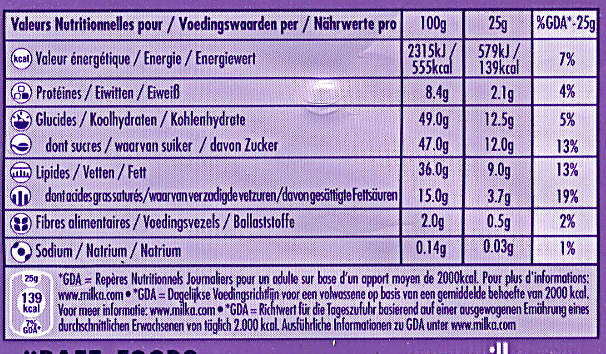 Valeurs Nutritionnelles pour / Voedingswaarden per / Nährwerte pro 100g 25g %GDA*-25g
kcal Valeur énergétique / Energie / Energiewert 2315kJ / 555kcal 579kJ / 139kcal 7%
Protéines / Eiwitten / Eiweiß 8.4g 2.1g 4%
Glucides / Koolhydraten / Kohlenhydrate 49.0g 12.5g 5%
dont sucres / waarvan suiker / davon Zucker 47.0g 12.0g 13%
Lipides / Vetten / Fett 36.0g 9.0g 13%
dont acides gras saturés/waarvan verzadigde vetzuren/davon gesättigte Fettsäuren 15.0g 3.7g 19%
Fibres alimentaires / Voedingsvezels / Ballaststoffe 2.0g 0.5g 2%
Sodium / Natrium / Natrium 0.14g 0.03g 1%
25g
139
kcal
7%
GDA*
*GDA = Repères Nutritionnels Journaliers pour un adulte sur base d'un apport moyen de 2000kcal. Pour plus d'informations:
www.milka.com • *GDA = Dagelijkse Voedingsrichtlijn voor een volwassene op basis van een gemiddelde behoefte van 2000 kcal.
Voor meer informatie: www.milka.com • *GDA = Richtwert für die Tageszufuhr basierend auf einer ausgewogenen Ernährung eines
durchschnittlichen Erwachsenen von täglich 2.000 kcal. Ausführliche Informationen zu GDA unter www.milka.com